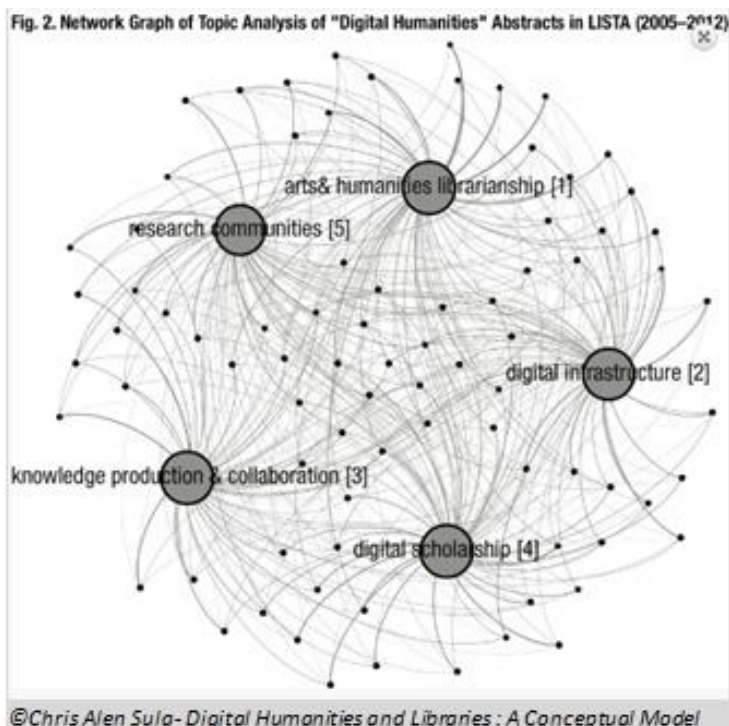 Fig. 2. Network Graph of Topic Analysis of "Digital Humanities" Abstracts in LISTA (2005–2012)
arts& humanities librarianship [1]
research communities [5]
digital infrastructure [2]
knowledge production & collaboration [3]
digital scholarship [4]
©Chris Alen Sula- Digital Humanities and Libraries : A Conceptual Model